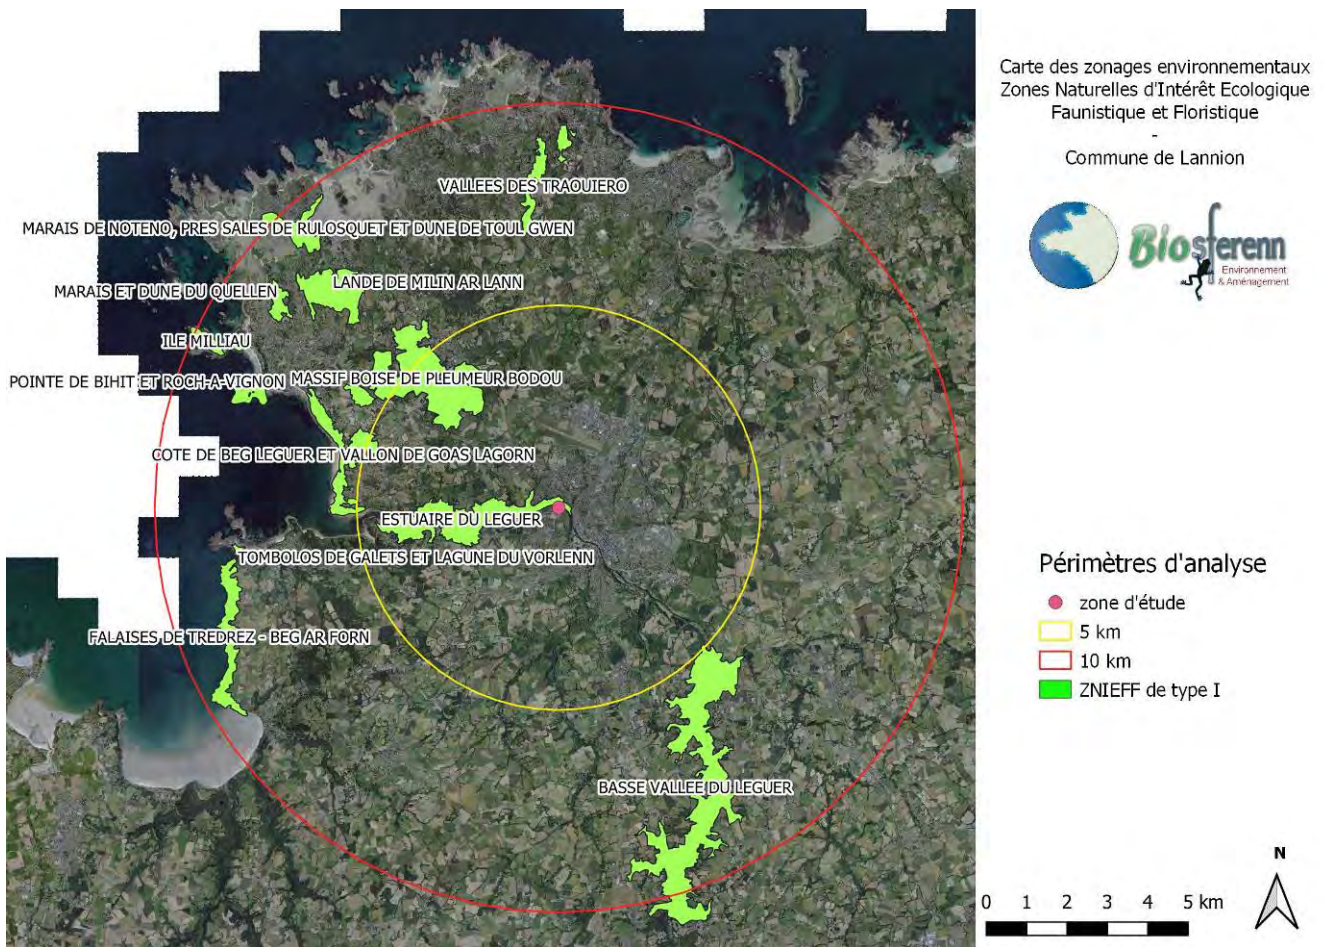 Carte des zonages environnementaux
Zones Naturelles d'Intérêt Ecologique
Faunistique et Floristique
-
Commune de Lannion
Biosferenn
Environnement
& Aménagement
VALLEES DES TRAOUIERO
MARAIS DE NOTENO, PRES SALES DE RULOSQUET ET DUNE DE TOUL GWEN
LANDE DE MILIN AR LANN
MARAIS ET DUNE DU QUELLEN
ILE MILLIAU
POINTE DE BIHIT ET ROCH-A-VIGNON
MASSIF BOISE DE PLEUMEUR BODOU
COTE DE BEG LEGUER ET VALLON DE GOAS LAGORN
ESTUAIRE DU LEGUER
TOMBOLOS DE GALETS ET LAGUNE DU VORLENN
FALAISES DE TREDREZ - BEG AR FORN
BASSE VALLEE DU LEGUER
Périmètres d'analyse
zone d'étude
5 km
10 km
ZNIEFF de type I
N
0 1 2 3 4 5 km